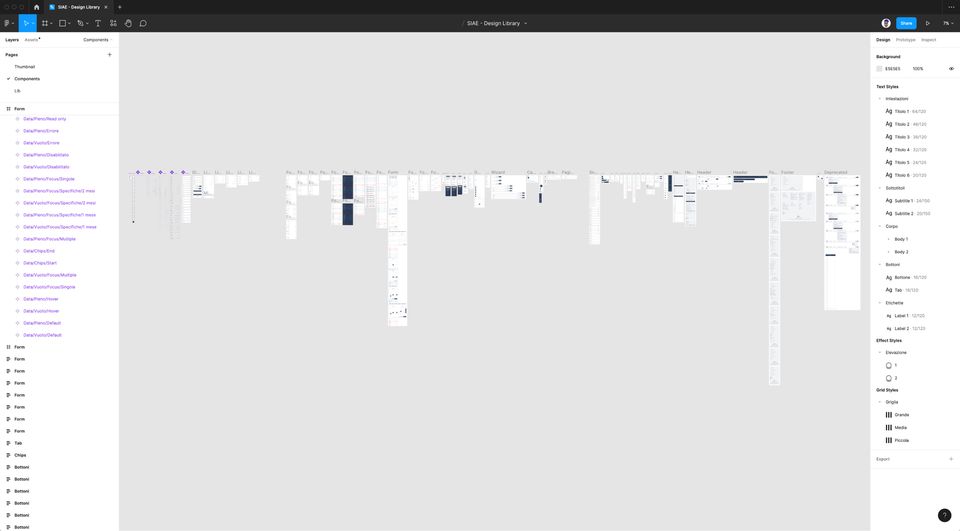 SIAE - Design Library
/ SIAE - Design Library
Share
7%
Layers
Assets
Components
Design
Prototype
Inspect
Pages
Thumbnail
Components
Lib
Form
Data/Pieno/Read only
Data/Pieno/Errore
Data/Vuoto/Errore
Data/Pieno/Disabilitato
Data/Vuoto/Disabilitato
Data/Pieno/Focus/Singolo
Data/Pieno/Focus/Specifiche/2 mesi
Data/Vuoto/Focus/Specifiche/2 mesi
Data/Pieno/Focus/Specifiche/1 mese
Data/Vuoto/Focus/Specifiche/1 mese
Data/Pieno/Focus/Multiplo
Data/Chips/End
Data/Chips/Start
Data/Vuoto/Focus/Multiplo
Data/Vuoto/Focus/Singolo
Data/Pieno/Hover
Data/Vuoto/Hover
Data/Pieno/Default
Data/Vuoto/Default
Form
Form
Form
Form
Form
Form
Form
Form
Tab
Chips
Bottoni
Bottoni
Bottoni
Bottoni
Bottoni
Bottoni
Form
Wizard
Header
Header
Footer
Deprecated
Background
E5E5E5 100%
Text Styles
Intestazioni
Ag Titolo 1 · 64/120
Ag Titolo 2 · 48/120
Ag Titolo 3 · 36/120
Ag Titolo 4 · 32/120
Ag Titolo 5 · 24/120
Ag Titolo 6 · 20/120
Sottotitoli
Ag Subtitle 1 · 24/150
Ag Subtitle 2 · 20/150
Corpo
Body 1
Body 2
Bottoni
Ag Bottone · 16/120
Ag Tab · 16/120
Etichette
Ag Label 1 · 12/120
Ag Label 2 · 12/120
Effect Styles
Elevazione
1
2
Grid Styles
Griglia
Grande
Media
Piccola
Export
?